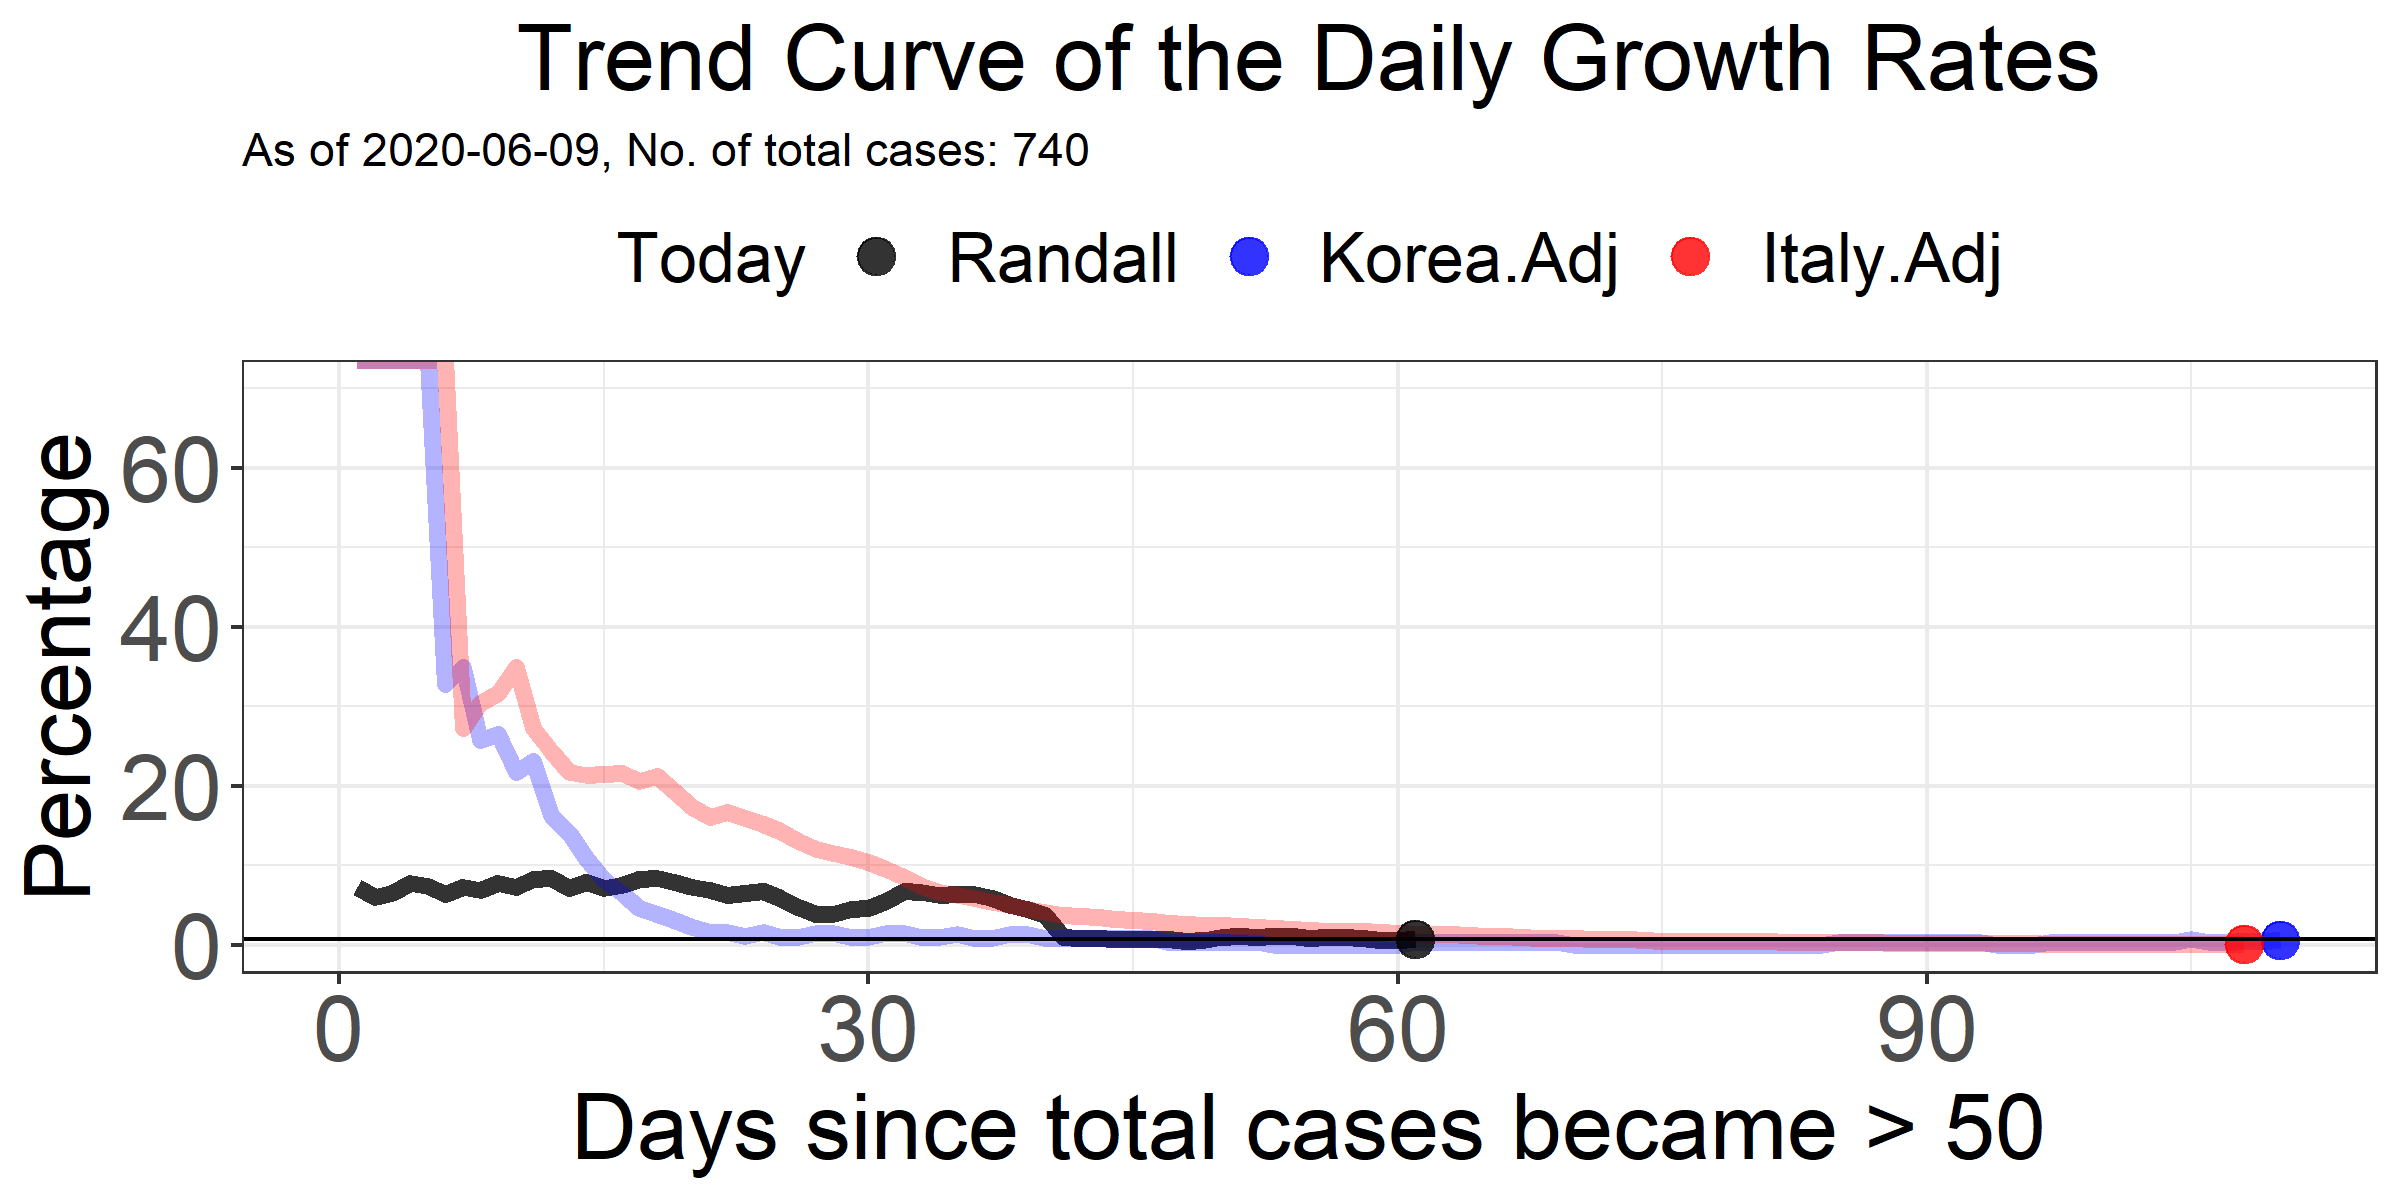 Trend Curve of the Daily Growth Rates
As of 2020-06-09, No. of total cases: 740
Today Randall Korea.Adj Italy.Adj
Percentage
60
40
20
0
0 30 60 90
Days since total cases became > 50